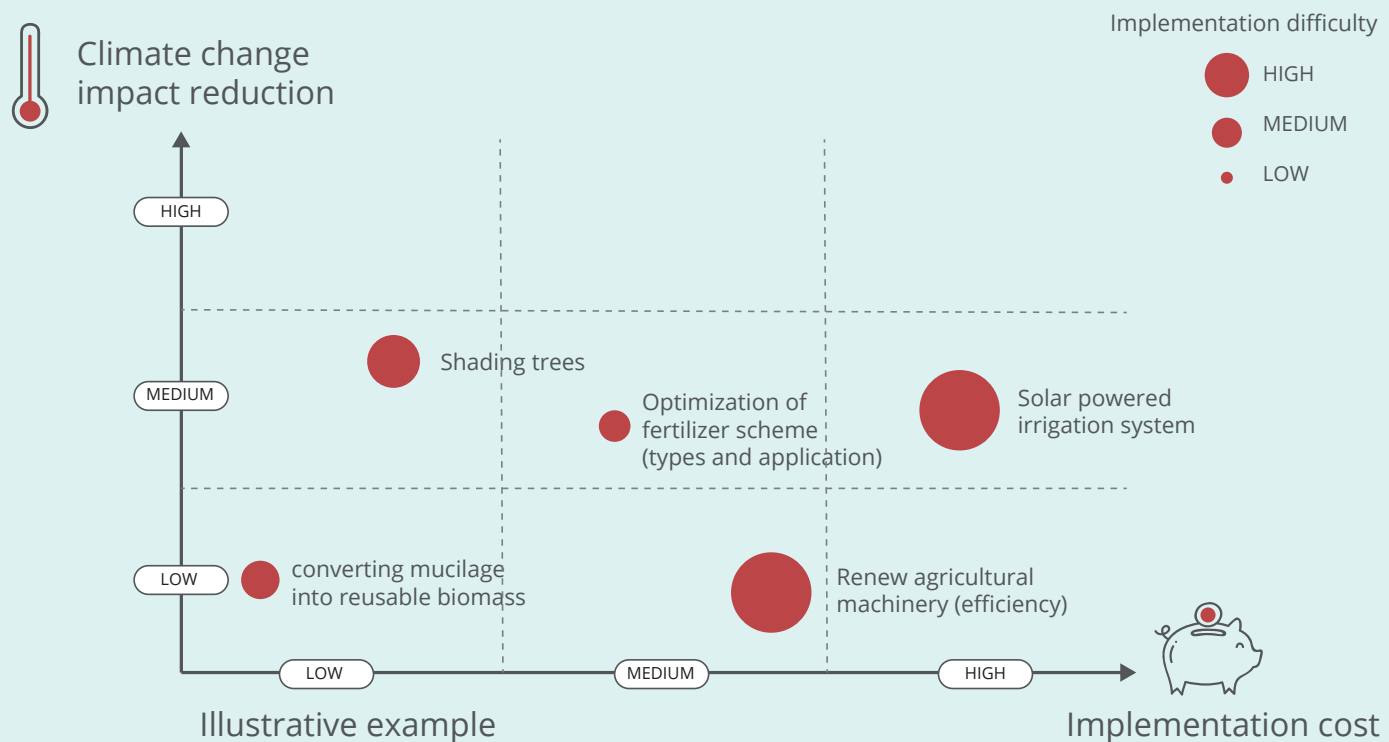 Implementation difficulty
HIGH
MEDIUM
LOW
Climate change
impact reduction
HIGH
MEDIUM
LOW
Shading trees
Optimization of
fertilizer scheme
(types and application)
Solar powered
irrigation system
converting mucilage
into reusable biomass
Renew agricultural
machinery (efficiency)
LOW
MEDIUM
HIGH
Illustrative example
Implementation cost